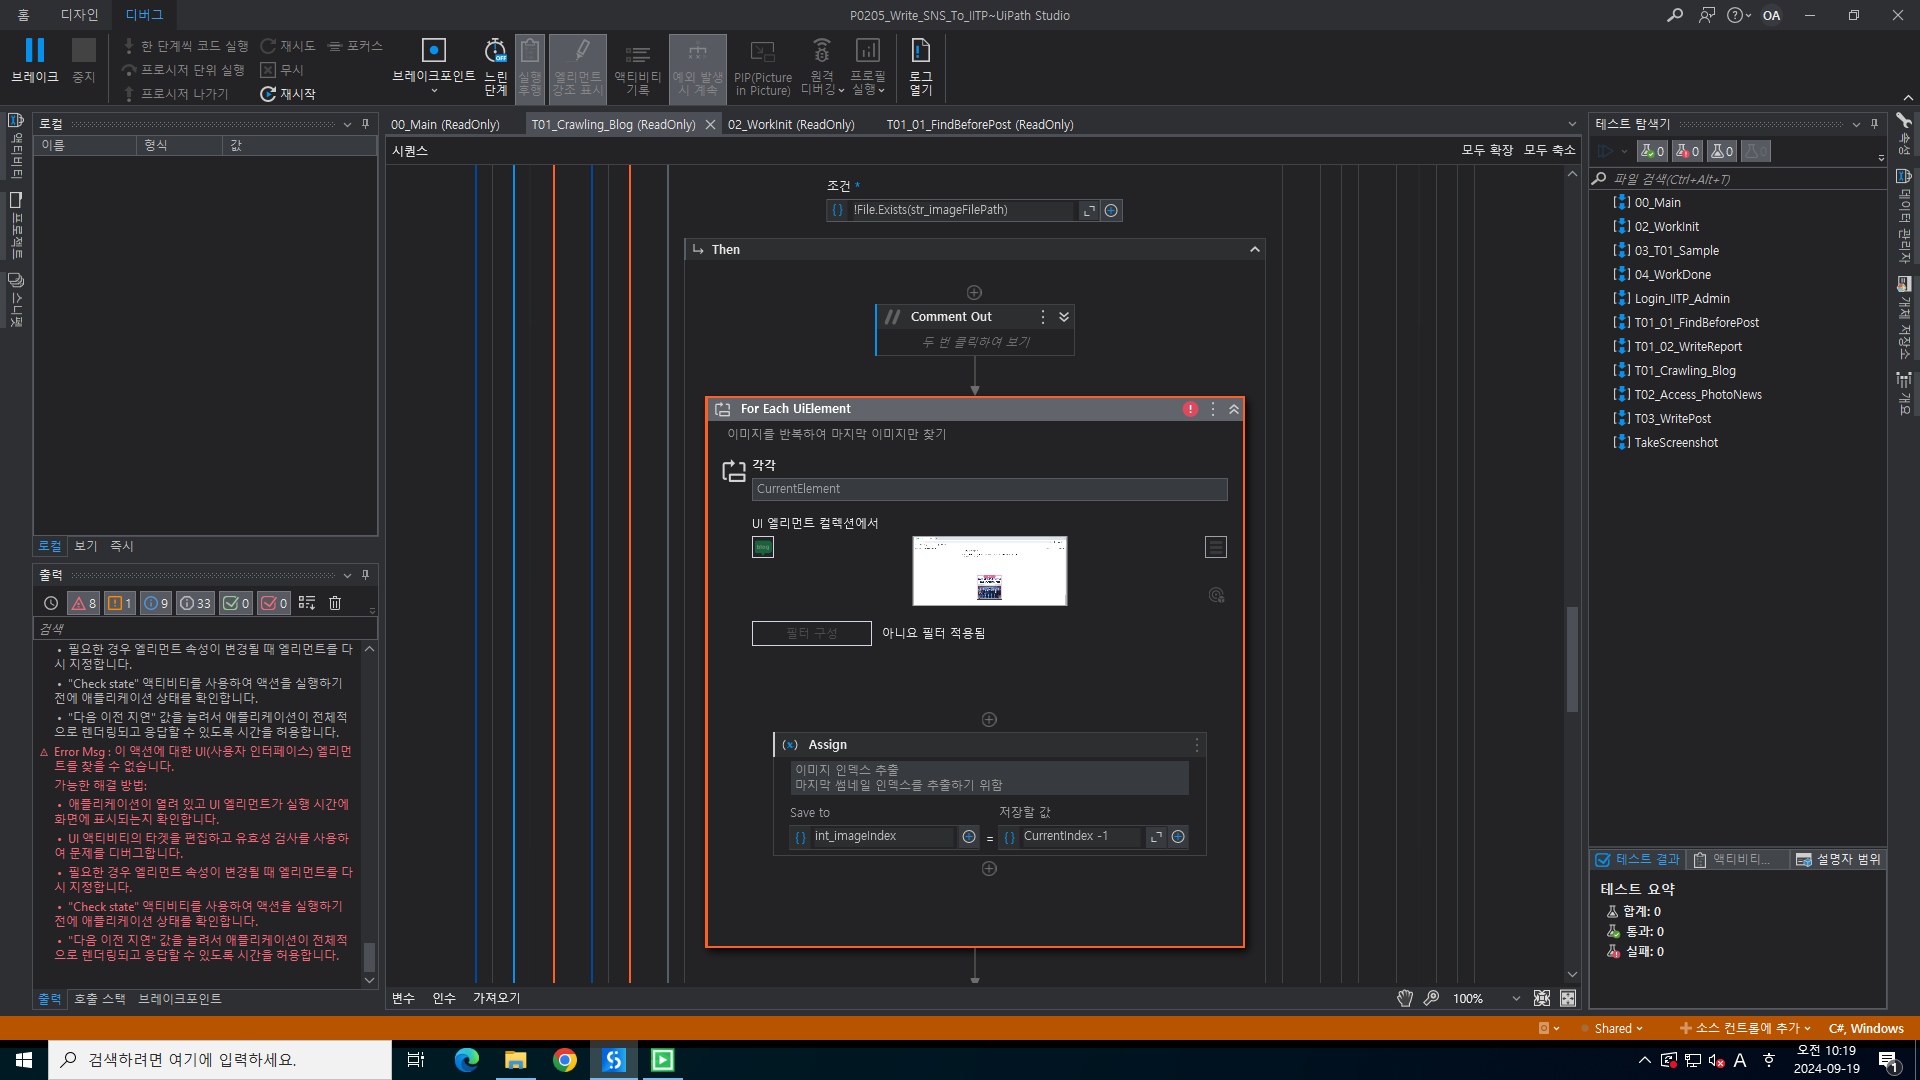 홈 디자인 디버그
P0205_Write_SNS_To_IITP~UiPath Studio
OA
브레이크 중지
한 단계씩 코드 실행 재시도 포커스
프로시저 단위 실행 무시
프로시저 나가기 재시작
브레이크포인트
느린 단계
실행 후행
엘리먼트 강조 표시
액티비티 기록
예외 발생 시 계속
PIP(Picture in Picture)
원격 디버깅
프로필 실행
로그 열기
액티비티
프로젝트
스니펫
로컬
이름 형식 값
로컬 보기 즉시
출력
8 1 9 33 0 0
검색
• 필요한 경우 엘리먼트 속성이 변경될 때 엘리먼트를 다
시 지정합니다.
• "Check state" 액티비티를 사용하여 액션을 실행하기
전에 애플리케이션 상태를 확인합니다.
• "다음 이전 지연" 값을 늘려서 애플리케이션이 전체적
으로 렌더링되고 응답할 수 있도록 시간을 허용합니다.
Error Msg : 이 액션에 대한 UI(사용자 인터페이스) 엘리먼
트를 찾을 수 없습니다.
가능한 해결 방법:
• 애플리케이션이 열려 있고 UI 엘리먼트가 실행 시간에
화면에 표시되는지 확인합니다.
• UI 액티비티의 타겟을 편집하고 유효성 검사를 사용하
여 문제를 디버그합니다.
• 필요한 경우 엘리먼트 속성이 변경될 때 엘리먼트를 다
시 지정합니다.
• "Check state" 액티비티를 사용하여 액션을 실행하기
전에 애플리케이션 상태를 확인합니다.
• "다음 이전 지연" 값을 늘려서 애플리케이션이 전체적
으로 렌더링되고 응답할 수 있도록 시간을 허용합니다.
출력 호출 스택 브레이크포인트
00_Main (ReadOnly) T01_Crawling_Blog (ReadOnly) 02_WorkInit (ReadOnly) T01_01_FindBeforePost (ReadOnly)
시퀀스 모두 확장 모두 축소
조건 *
!File.Exists(str_imageFilePath)
Then
// Comment Out
두 번 클릭하여 보기
For Each UiElement
이미지를 반복하여 마지막 이미지만 찾기
각각
CurrentElement
UI 엘리먼트 컬렉션에서
blog
필터 구성 아니요 필터 적용됨
(x) Assign
이미지 인덱스 추출
마지막 썸네일 인덱스를 추출하기 위함
Save to 저장할 값
int_imageIndex = CurrentIndex -1
변수 인수 가져오기
100%
테스트 탐색기
0 0 0 0
파일 검색(Ctrl+Alt+T)
00_Main
02_WorkInit
03_T01_Sample
04_WorkDone
Login_IITP_Admin
T01_01_FindBeforePost
T01_02_WriteReport
T01_Crawling_Blog
T02_Access_PhotoNews
T03_WritePost
TakeScreenshot
테스트 결과 액티비티... 설명자 범위
테스트 요약
합계: 0
통과: 0
실패: 0
속성
데이터 관리자
개체 저장소
개요
Shared 소스 컨트롤에 추가 C#, Windows
검색하려면 여기에 입력하세요.
A
오전 10:19
2024-09-19
1